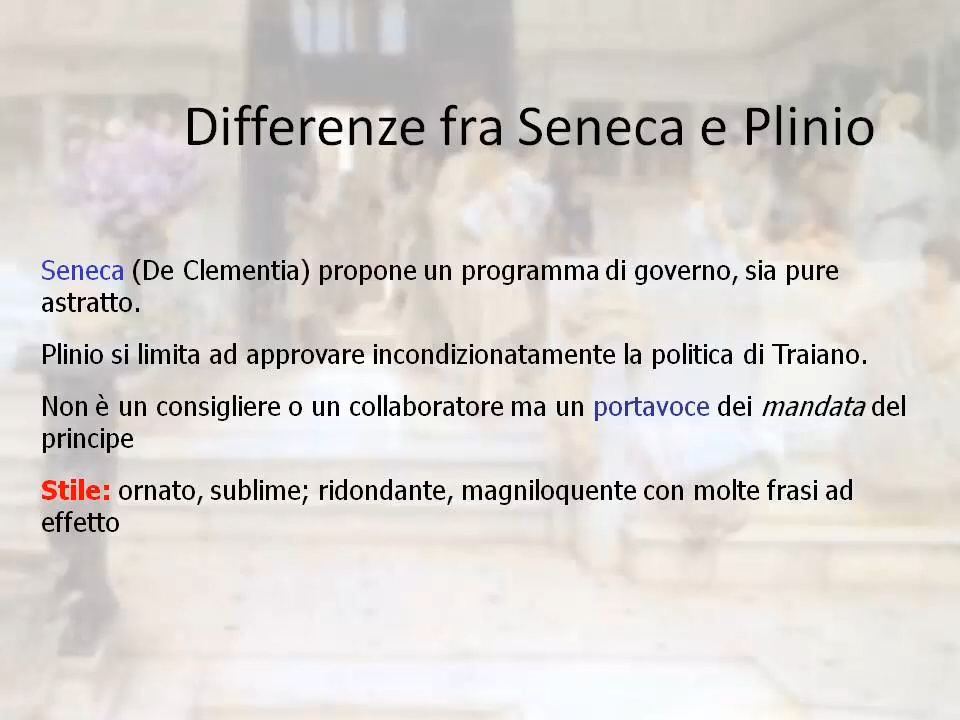 Differenze fra Seneca e Plinio
Seneca (De Clementia) propone un programma di governo, sia pure
astratto.
Plinio si limita ad approvare incondizionatamente la politica di Traiano.
Non è un consigliere o un collaboratore ma un portavoce dei mandata del
principe
Stile: ornato, sublime; ridondante, magniloquente con molte frasi ad
effetto